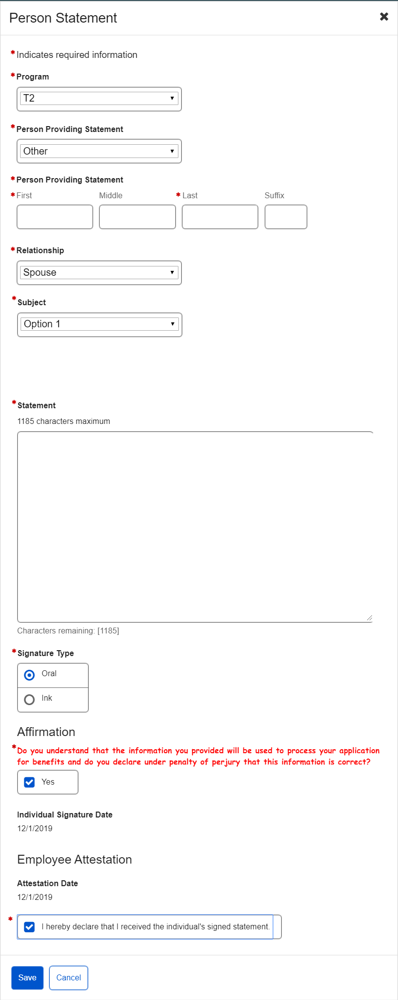 Person Statement
* Indicates required information
* Program
T2
* Person Providing Statement
Other
* Person Providing Statement
* First Middle * Last Suffix
* Relationship
Spouse
* Subject
Option 1
* Statement
1185 characters maximum
Characters remaining: [1185]
* Signature Type
Oral
Ink
Affirmation
* Do you understand that the information you provided will be used to process your application
for benefits and do you declare under penalty of perjury that this information is correct?
Yes
Individual Signature Date
12/1/2019
Employee Attestation
Attestation Date
12/1/2019
* I hereby declare that I received the individual's signed statement.
Save Cancel